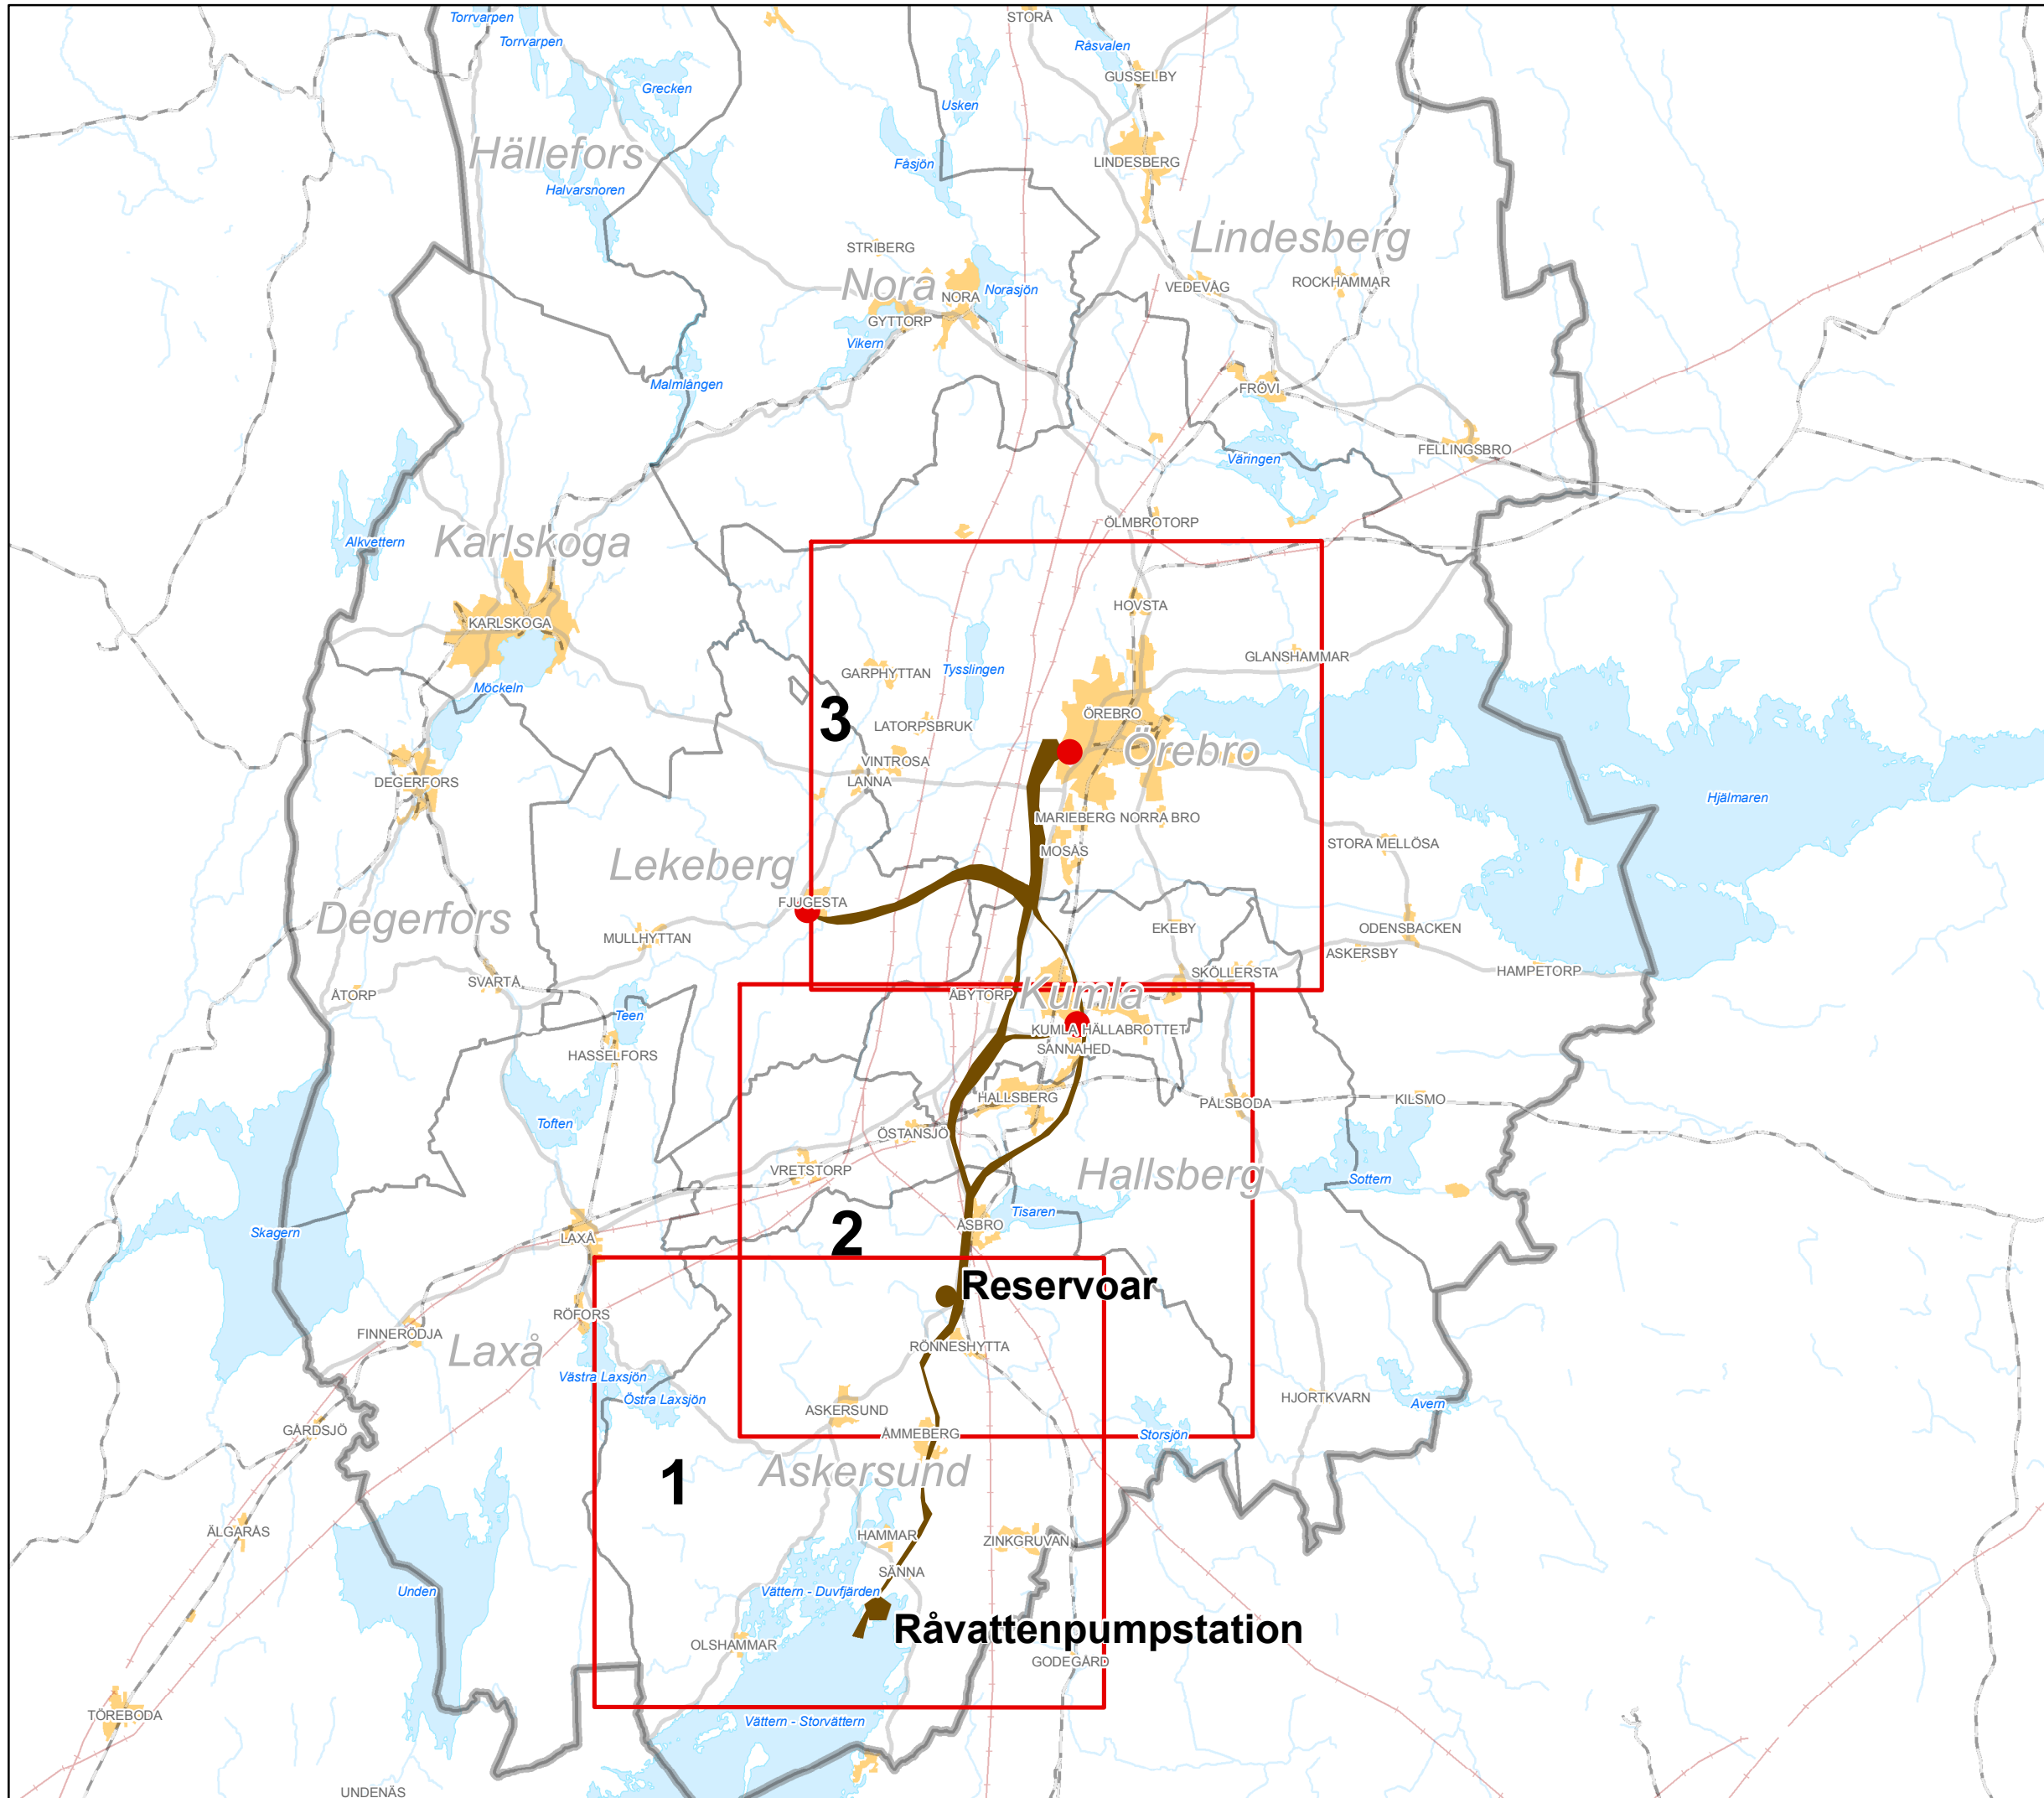 Torrvarpen
STORÅ
Torrvarpen
Råsvalen
GUSSELBY
Grecken
Usken
Hällefors
LINDESBERG
Fåsjön
Halvarsnoren
Lindesberg
STRIBERG
ROCKHAMMAR
Nora
VEDEVÅG
Norasjön
NORA
GYTTORP
Vikern
Malmlången
FRÖVI
FELLINGSBRO
Väringen
ÖLMBROTORP
Karlskoga
Alkvettern
HOVSTA
KARLSKOGA
GLANSHAMMAR
GARPHYTTAN
Tysslingen
Möckeln
3
ÖREBRO
LATORPSBRUK
Örebro
VINTROSA
DEGERFORS
LANNA
Hjälmaren
MARIEBERG
NORRA BRO
STORA MELLÖSA
MOSÅS
Lekeberg
FJUGESTA
Degerfors
EKEBY
ODENSBACKEN
MULLHYTTAN
ASKERSBY
SKÖLLERSTA
HAMPETORP
SVARTÅ
ÅTORP
ÅBYTORP
Kumla
Teen
KUMLA
HÄLLABROTTET
SANNAHED
HASSELFORS
HALLSBERG
PÅLSBODA
KILSMO
Toften
ÖSTANSJÖ
VRETSTORP
Hallsberg
Sottern
Tisaren
ÅSBRO
Skagern
2
LAXÅ
Reservoar
RÖFORS
FINNERÖDJA
RÖNNESHYTTA
Laxå
Västra Laxsjön
Östra Laxsjön
HJORTKVARN
Avern
ASKERSUND
GÅRDSJÖ
ÅMMEBERG
Storsjön
Askersund
1
ÄLGARÅS
HAMMAR
ZINKGRUVAN
SÄNNA
Unden
Vättern - Duvfjärden
Råvattenpumpstation
OLSHAMMAR
GODEGÅRD
TÖREBODA
Vättern - Storvättern
UNDENÄS